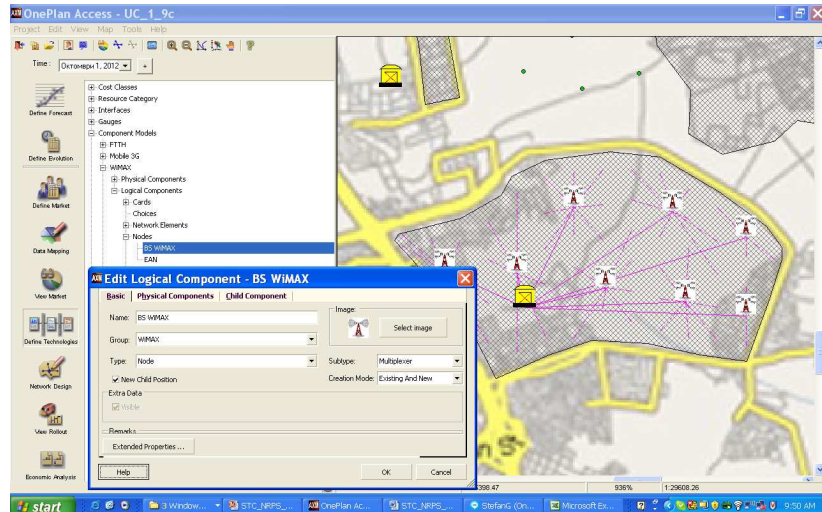 OnePlan Access - UC_1_9c
Project Edit View Map Tools Help
Time: Октомври 1, 2012
Define Forecast
Define Evolution
Define Market
Data Mapping
View Market
Define Technologies
Network Design
View Rollout
Economic Analysis
Cost Classes
Resource Category
Interfaces
Gauges
Component Models
FTTH
Mobile 3G
WiMAX
Physical Components
Logical Components
Cards
Choices
Network Elements
Nodes
BS WiMAX
EAN
Edit Logical Component - BS WiMAX
Basic Physical Components Child Component
Name: BS WiMAX
Image:
Select image
Group: WiMAX
Type: Node
Subtype: Multiplexer
New Child Position
Creation Mode: Existing And New
Extra Data
Visible
Remarks
Extended Properties ...
Help OK Cancel
398.47 936% 1:29608.26
start 3 Window... STC_NRPS_... OnePlan Ac... STC_NRPS_... StefanG (On... Microsoft Ex... 9:50 AM